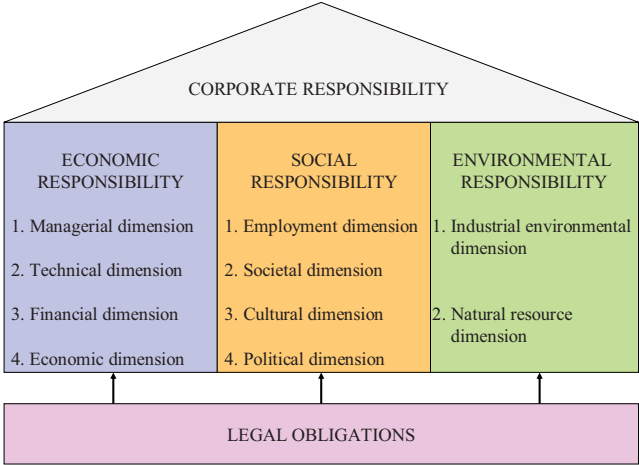 CORPORATE RESPONSIBILITY
ECONOMIC
RESPONSIBILITY
1. Managerial dimension
2. Technical dimension
3. Financial dimension
4. Economic dimension
SOCIAL
RESPONSIBILITY
1. Employment dimension
2. Societal dimension
3. Cultural dimension
4. Political dimension
ENVIRONMENTAL
RESPONSIBILITY
1. Industrial environmental
dimension
2. Natural resource
dimension
LEGAL OBLIGATIONS